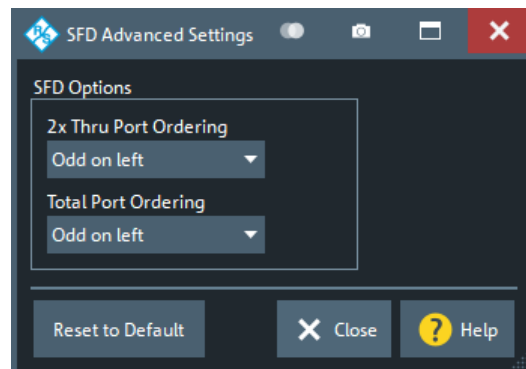 R&S SFD Advanced Settings
SFD Options
2x Thru Port Ordering
Odd on left
Total Port Ordering
Odd on left
Reset to Default
Close
? Help